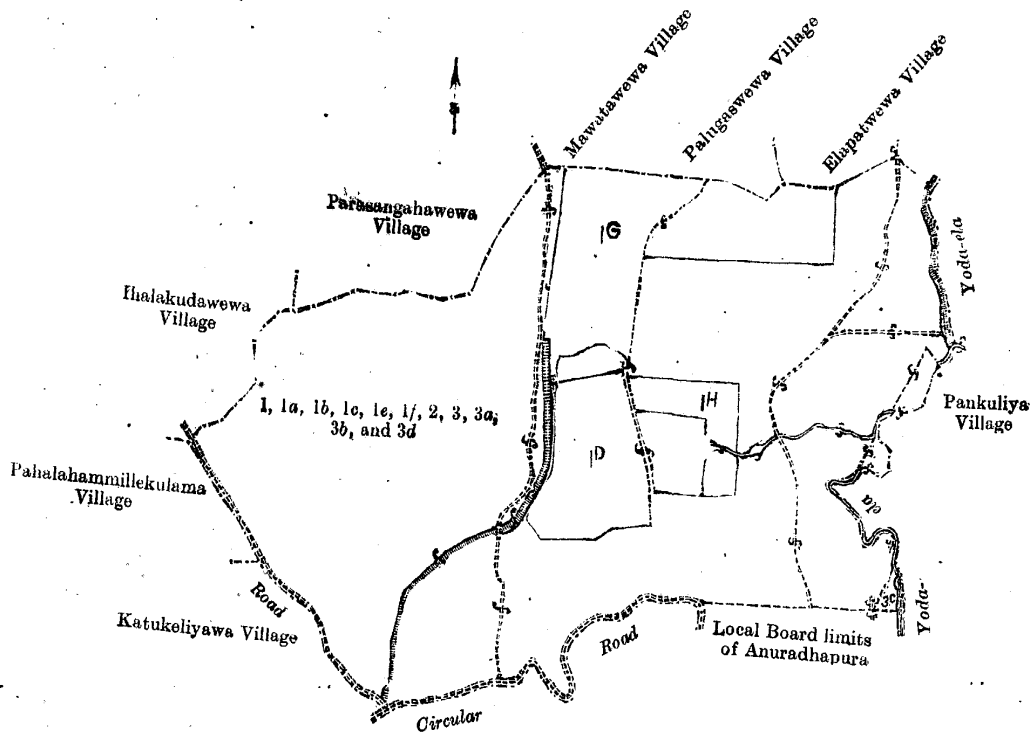 Mawatawewa Village
Palugaswewa Village
Elapatwewa Village
Parasangahawewa
Village
1G
Yoda-ela
Ihalakudawewa
Village
1, 1a, 1b, 1c, 1e, 1f, 2, 3, 3a,
3b, and 3d
1H
Pankuliya
Village
1D
Pahalahammillekulama
Village
ela
Road
Katukeliyawa Village
Road
Local Board limits
of Anuradhapura
Yoda-
Circular